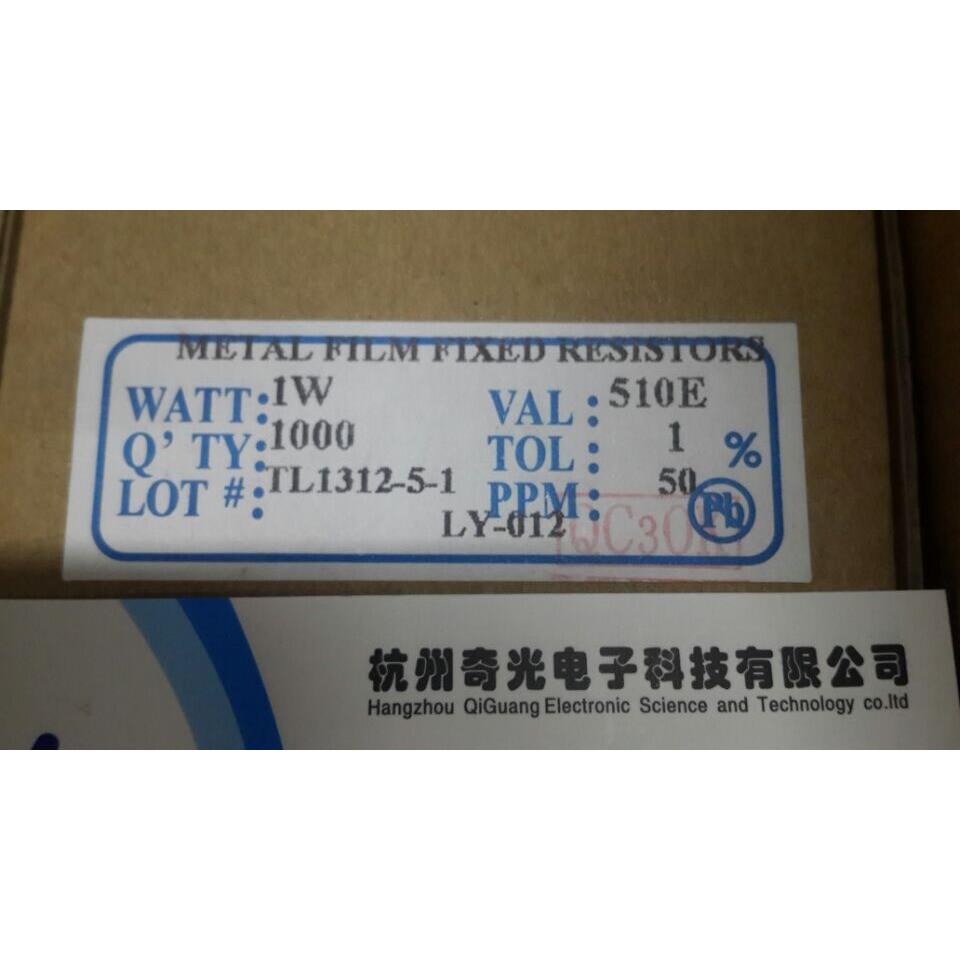 METAL FILM FIXED RESISTORS
WATT: 1W VAL: 510E
Q'TY: 1000 TOL: 1 %
LOT #: TL1312-5-1 PPM: 50 Pb
LY-012 QC3OK
杭州奇光电子科技有限公司
Hangzhou QiGuang Electronic Science and Technology co.ltd